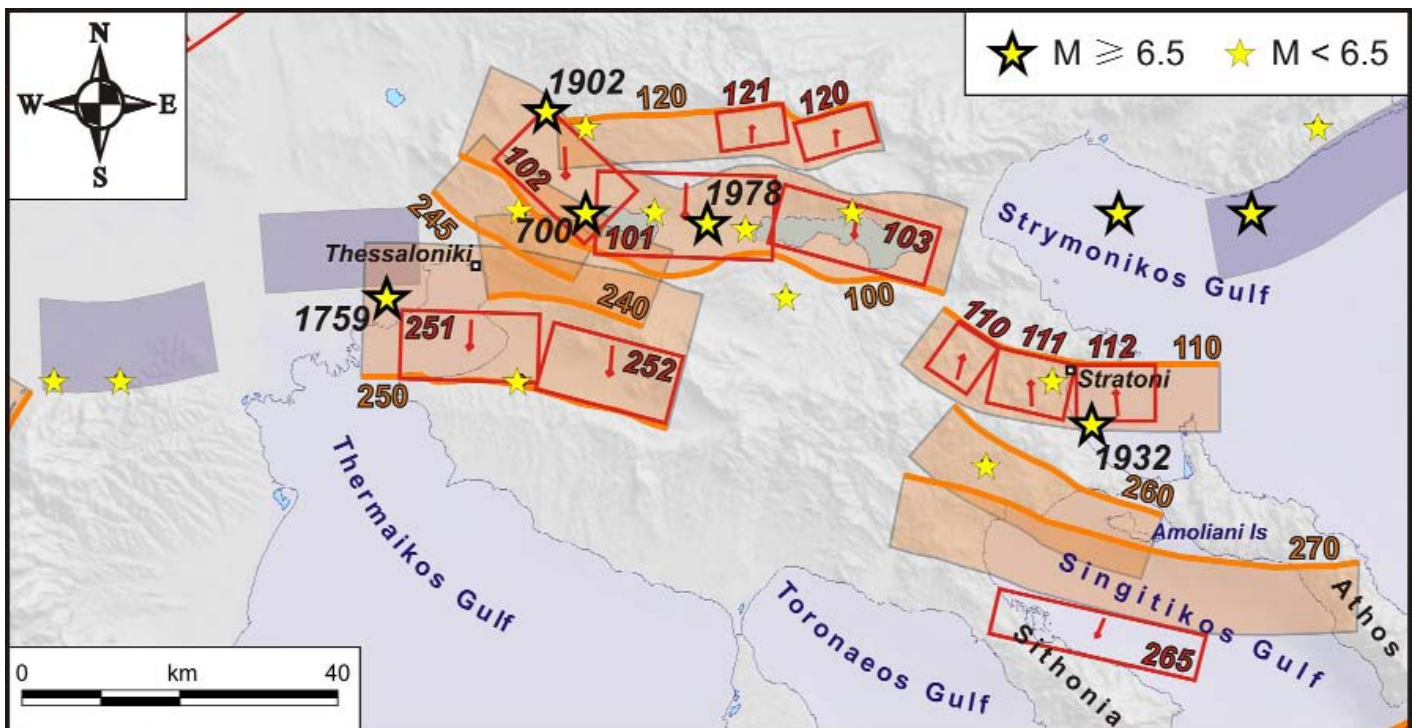 N
W E
S
M ≥ 6.5 M < 6.5
1902
120
121
120
102
1978
700
101
103
245
Thessaloniki
240
100
1759
251
252
250
Strymonikos Gulf
110
111
112
110
Stratoni
1932
260
Amoliani Is
270
Thermaikos Gulf
Toronaeos Gulf
Singitikos Gulf
Sithonia
265
Athos
0 km 40